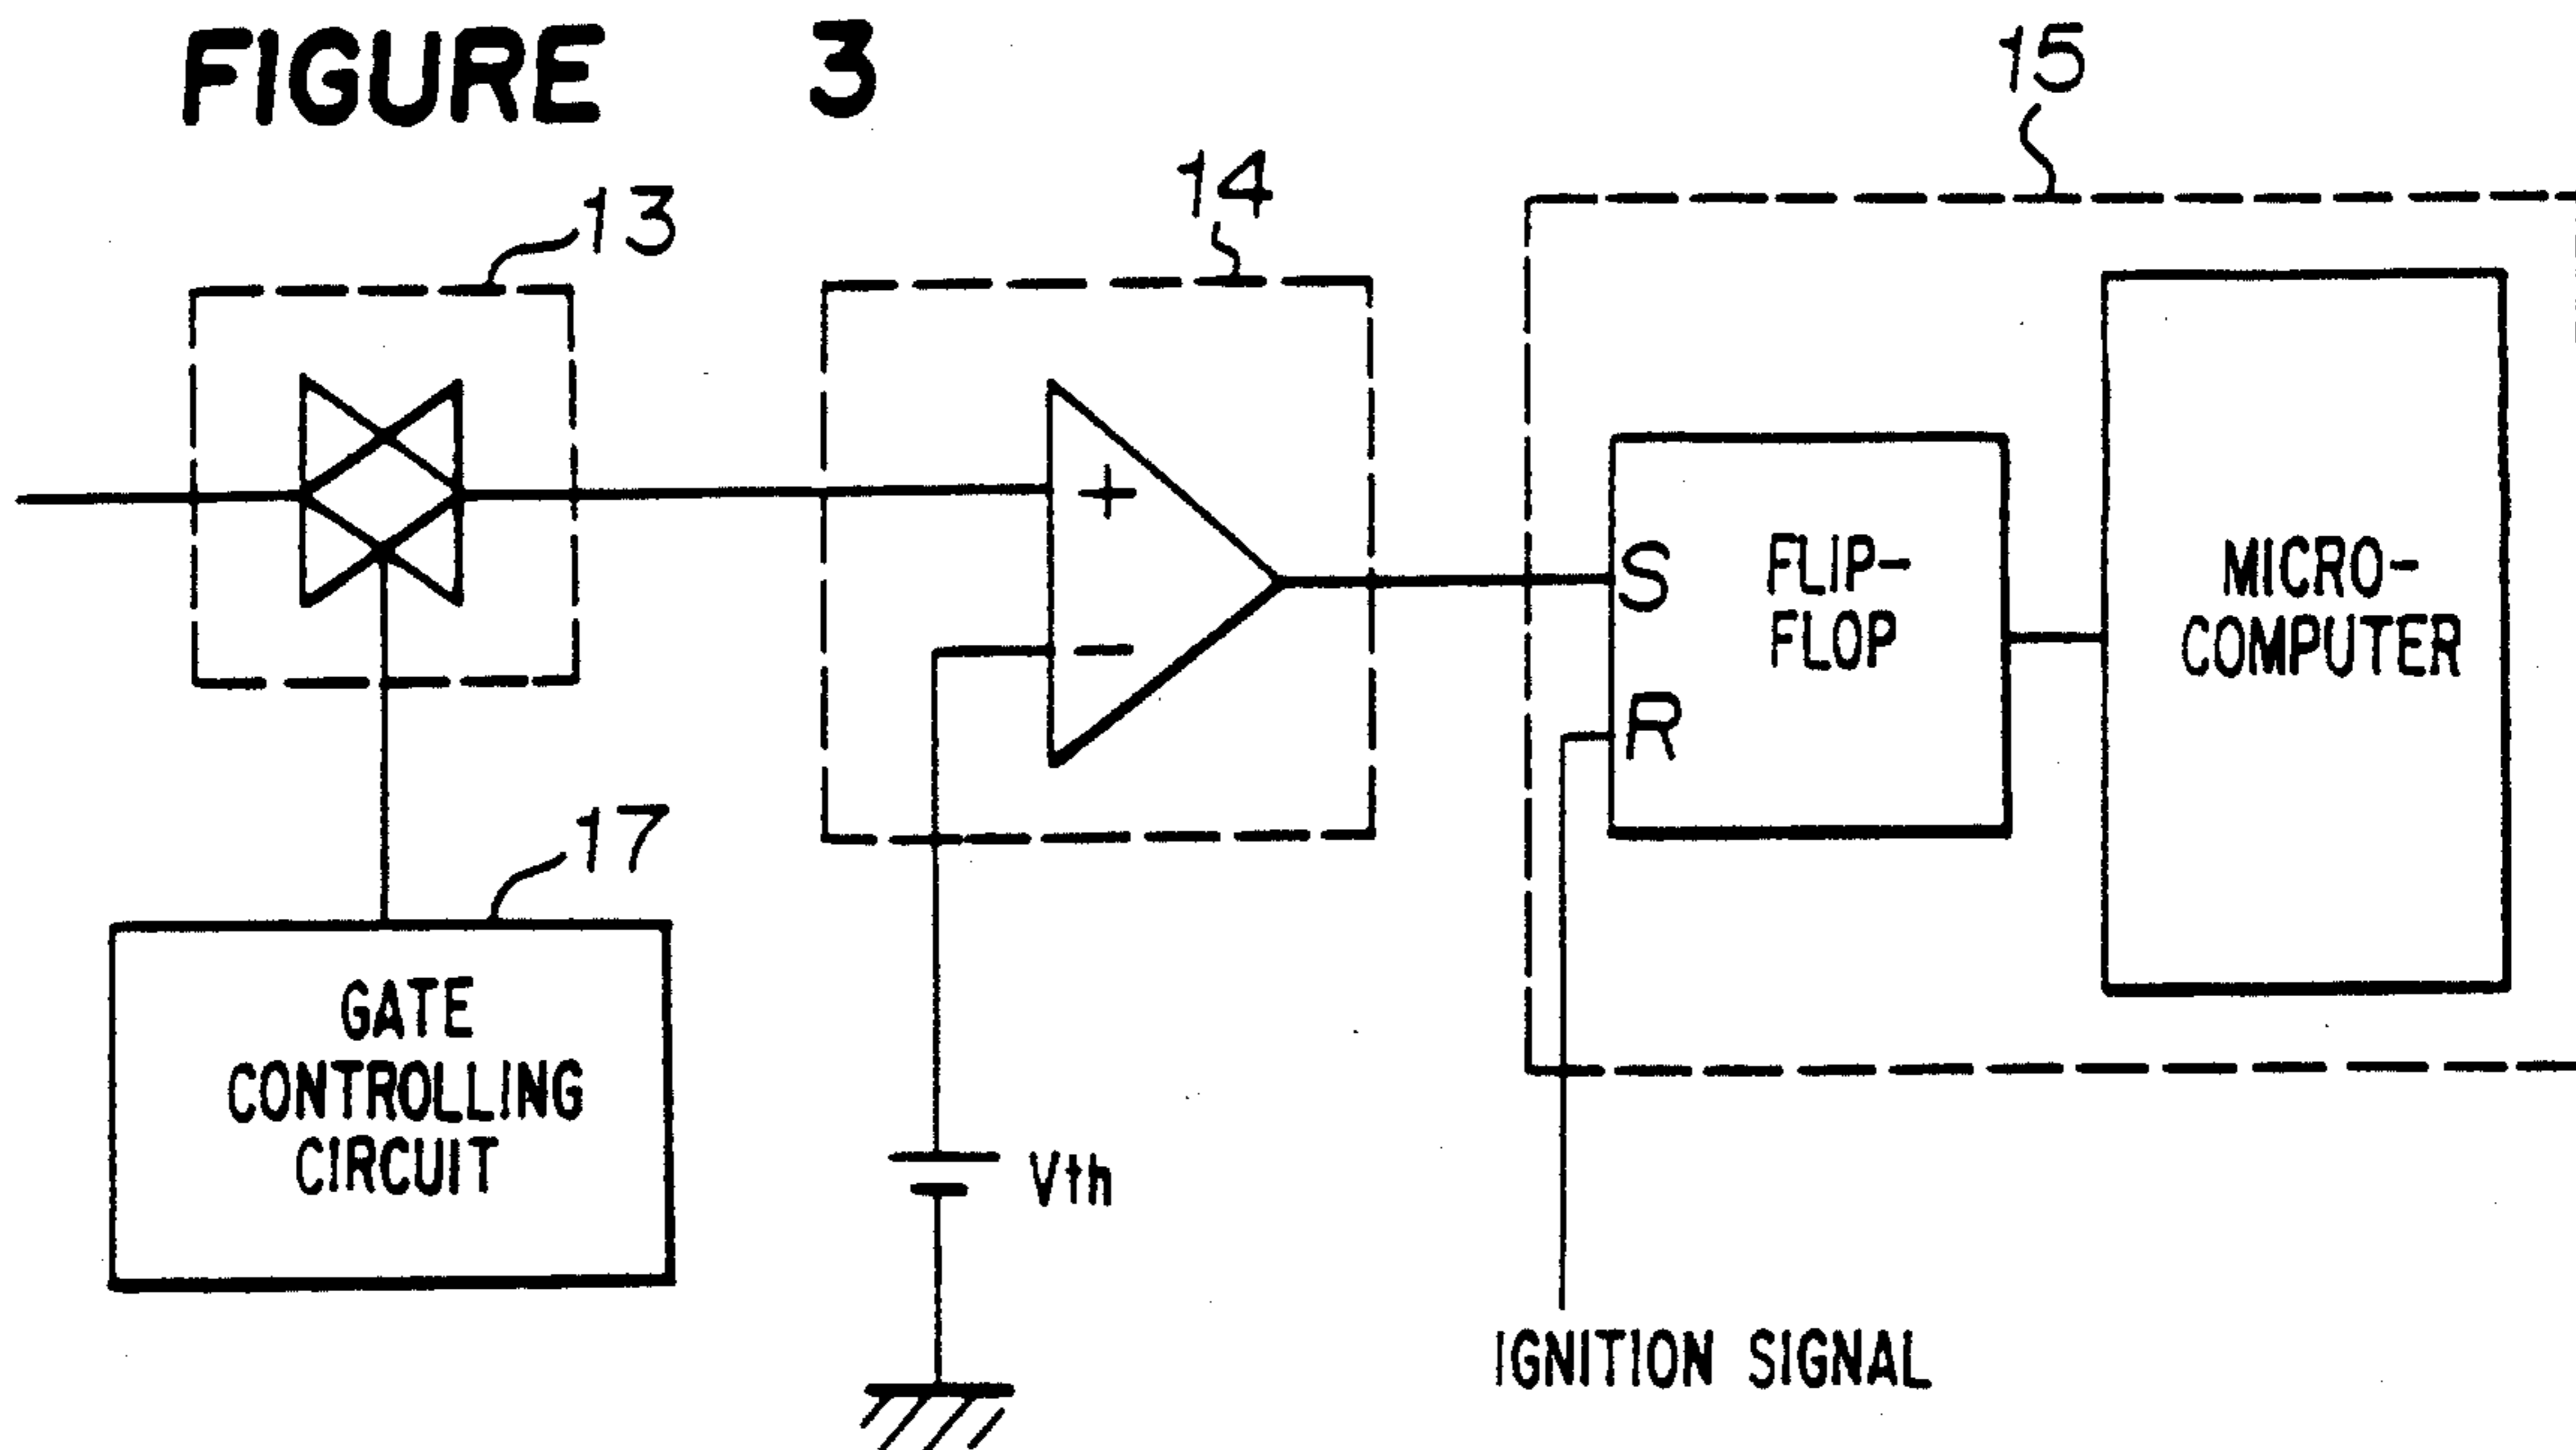 FIGURE 3
15
14
13
+
S
FLIP-
FLOP
MICRO-
COMPUTER
−
R
17
GATE
CONTROLLING
CIRCUIT
Vth
IGNITION SIGNAL